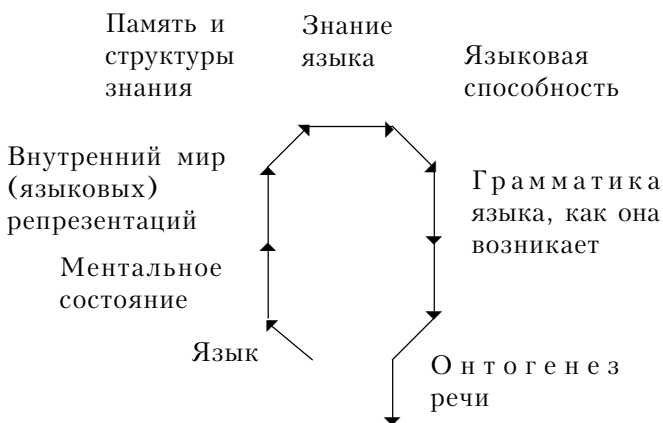 Память и
структуры
знания
Знание
языка
Языковая
способность
Внутренний мир
(языковых)
репрезентаций
Грамматика
языка, как она
возникает
Ментальное
состояние
Язык
Онтогенез
речи